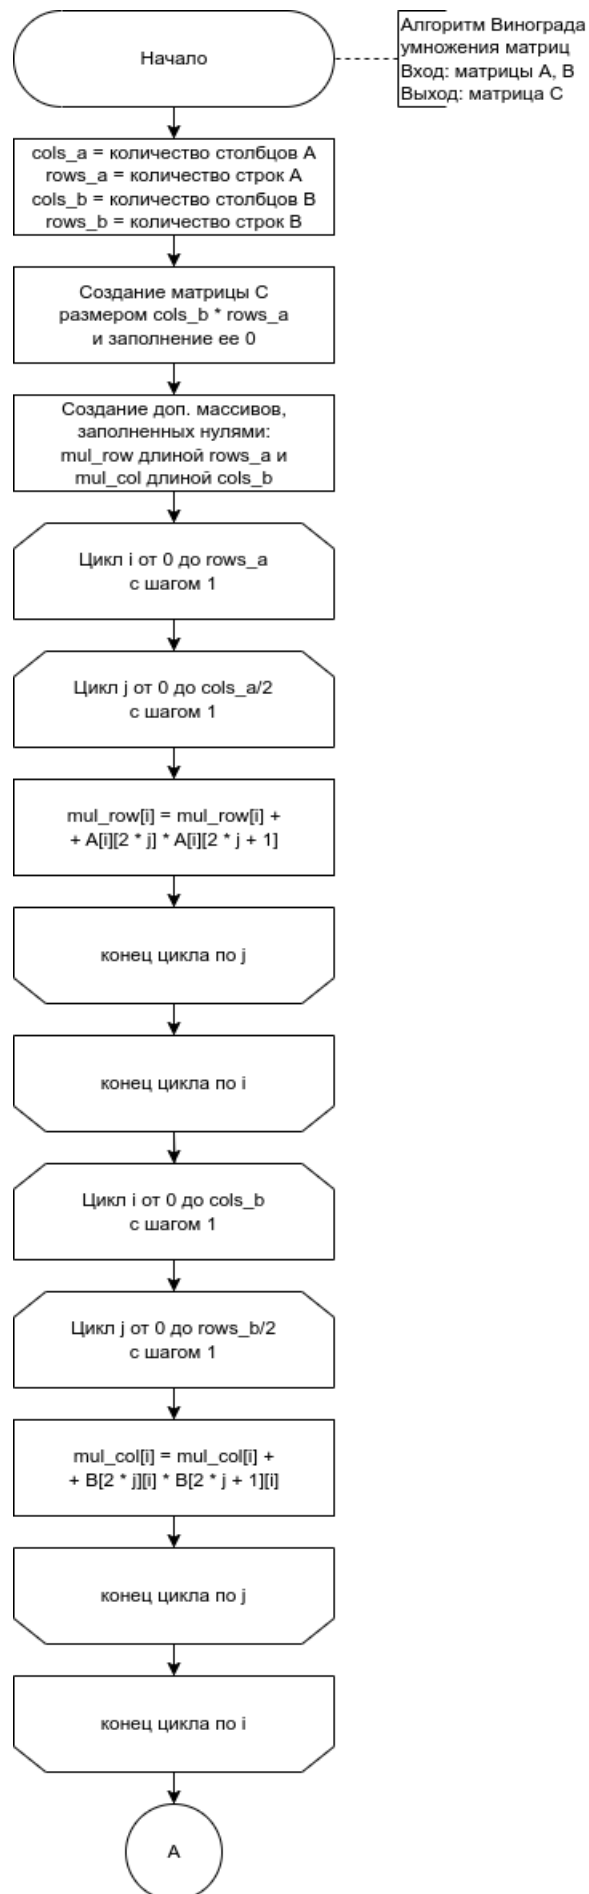 Начало
Алгоритм Винограда
умножения матриц
Вход: матрицы А, В
Выход: матрица С
cols_a = количество столбцов А
rows_a = количество строк А
cols_b = количество столбцов В
rows_b = количество строк В
Создание матрицы С
размером cols_b * rows_a
и заполнение ее 0
Создание доп. массивов,
заполненных нулями:
mul_row длиной rows_a и
mul_col длиной cols_b
Цикл i от 0 до rows_a
с шагом 1
Цикл j от 0 до cols_a/2
с шагом 1
mul_row[i] = mul_row[i] +
+ A[i][2 * j] * A[i][2 * j + 1]
конец цикла по j
конец цикла по i
Цикл i от 0 до cols_b
с шагом 1
Цикл j от 0 до rows_b/2
с шагом 1
mul_col[i] = mul_col[i] +
+ B[2 * j][i] * B[2 * j + 1][i]
конец цикла по j
конец цикла по i
А